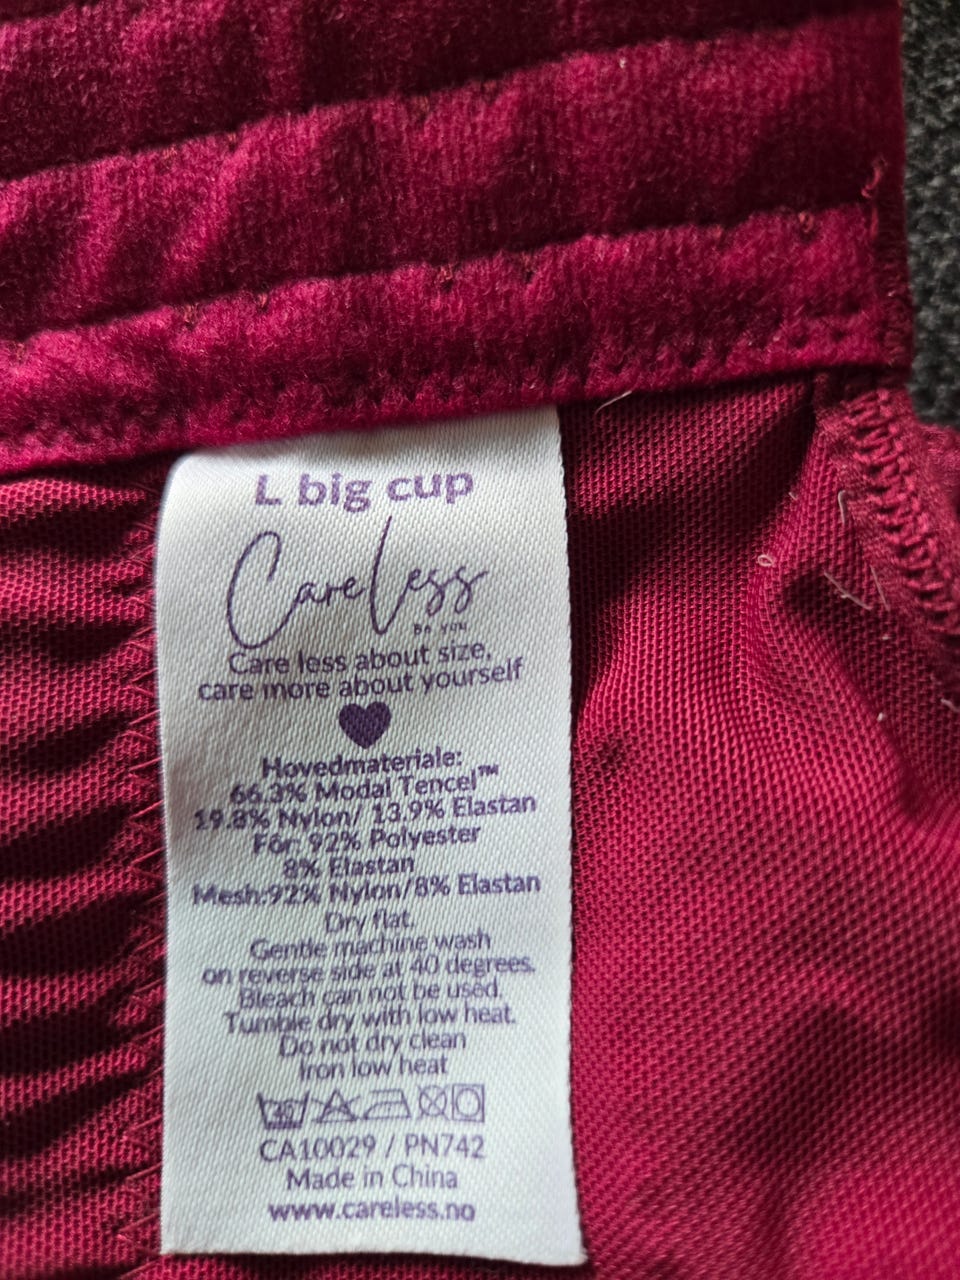 L big cup
CareLess
BE YOU
Care less about size,
care more about yourself
Hovedmateriale:
66.3% Modal Tencel™
19.8% Nylon/ 13.9% Elastan
Fôr: 92% Polyester
8% Elastan
Mesh:92% Nylon/8% Elastan
Dry flat.
Gentle machine wash
on reverse side at 40 degrees.
Bleach can not be used.
Tumble dry with low heat.
Do not dry clean
Iron low heat
CA10029 / PN742
Made in China
www.careless.no